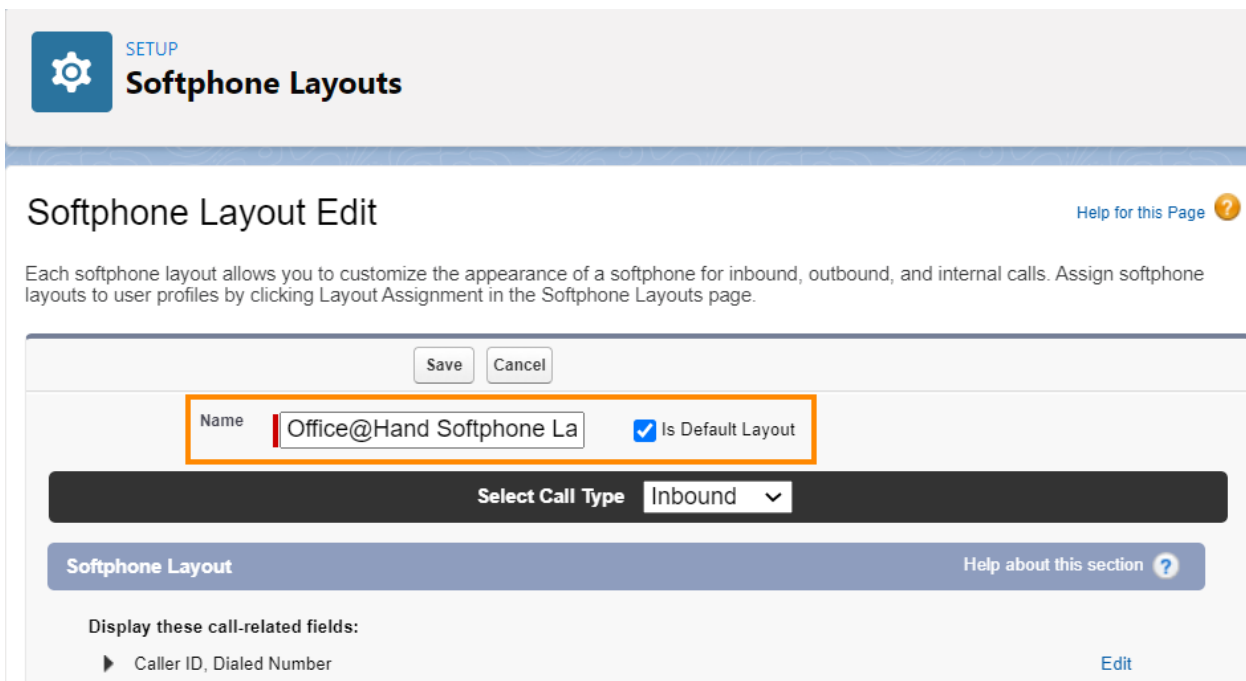 SETUP
Softphone Layouts
Softphone Layout Edit
Help for this Page ?
Each softphone layout allows you to customize the appearance of a softphone for inbound, outbound, and internal calls. Assign softphone
layouts to user profiles by clicking Layout Assignment in the Softphone Layouts page.
Save Cancel
Name Office@Hand Softphone La Is Default Layout
Select Call Type Inbound
Softphone Layout Help about this section ?
Display these call-related fields:
Caller ID, Dialed Number Edit